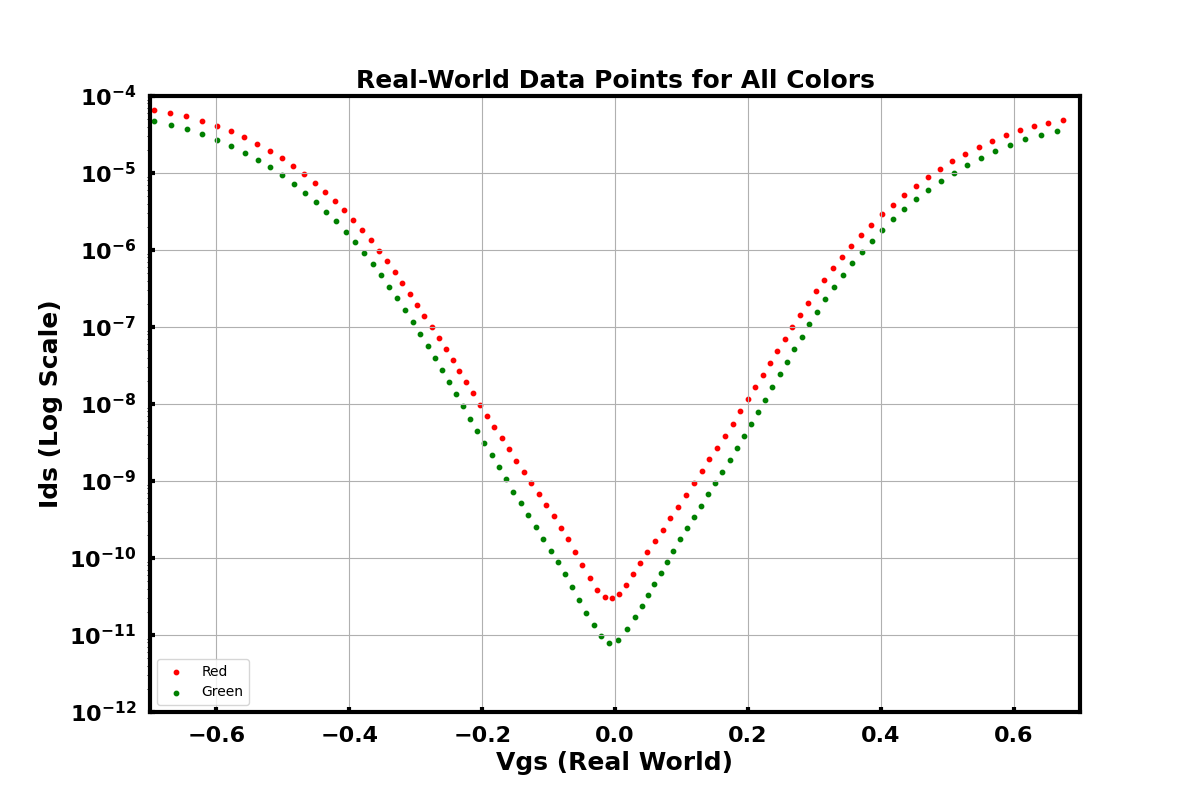 Real-World Data Points for All Colors
Ids (Log Scale)
10⁻⁴
10⁻⁵
10⁻⁶
10⁻⁷
10⁻⁸
10⁻⁹
10⁻¹⁰
10⁻¹¹
10⁻¹²
Red
Green
−0.6 −0.4 −0.2 0.0 0.2 0.4 0.6
Vgs (Real World)